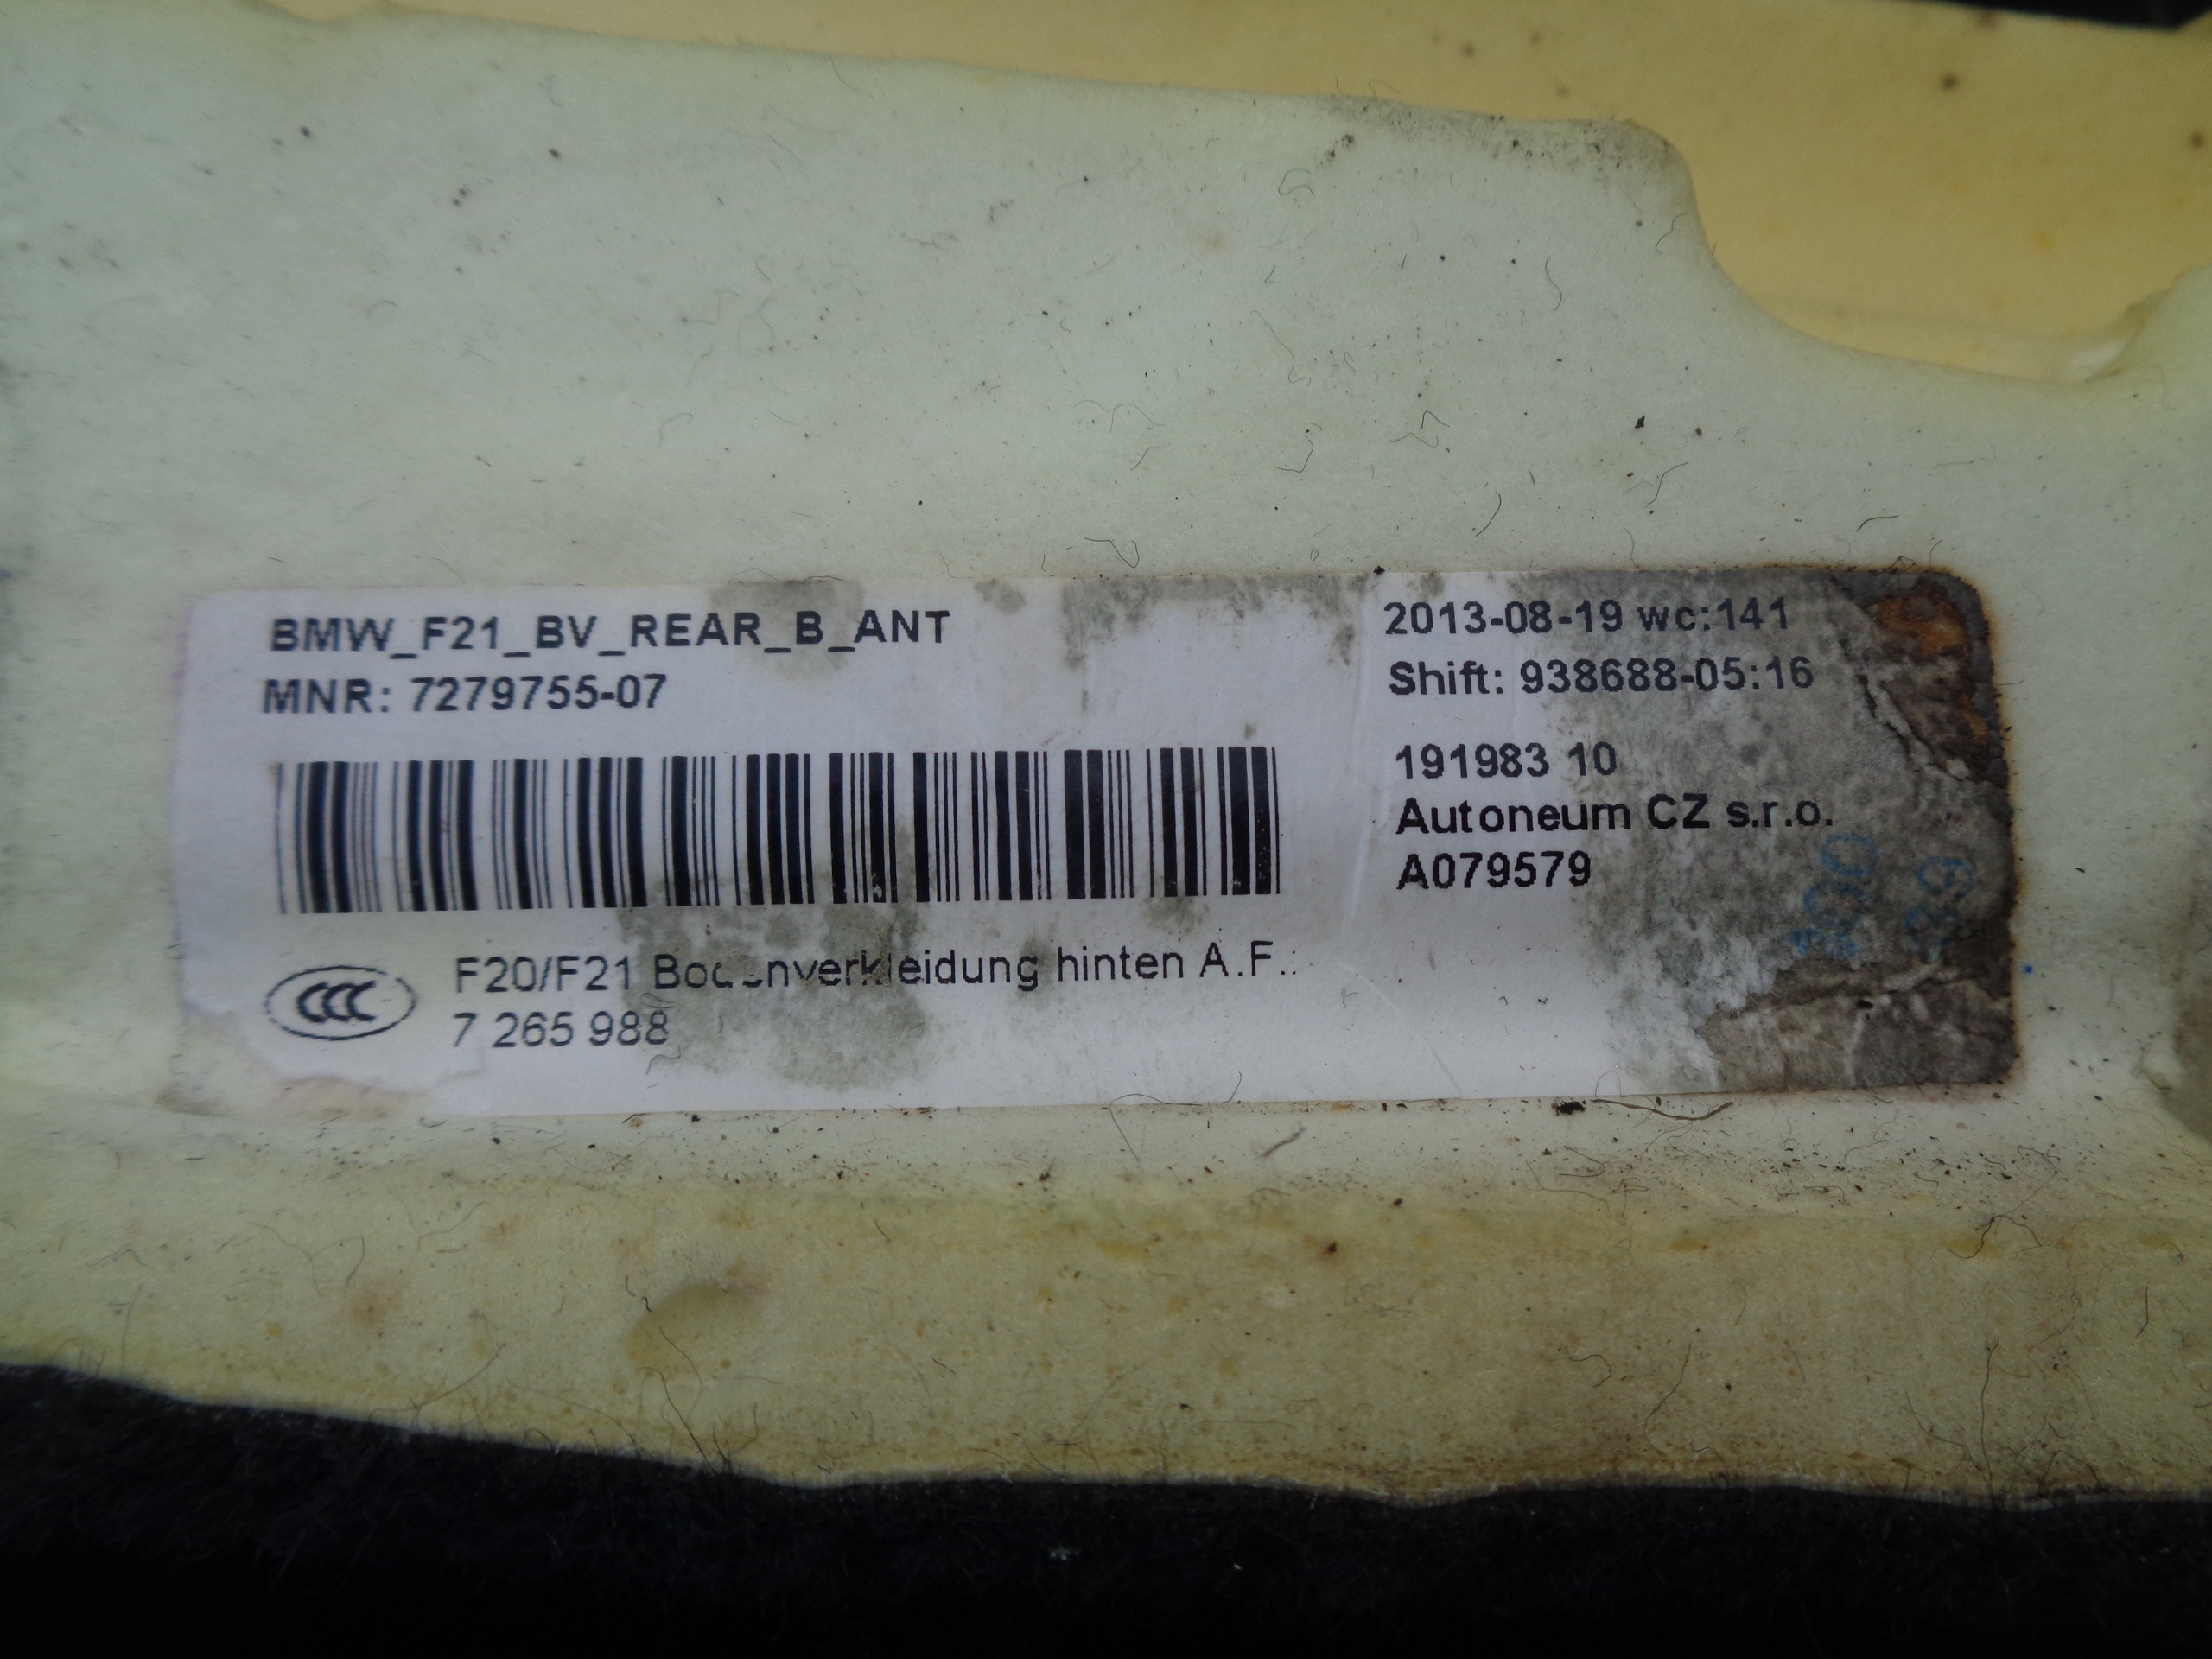 BMW_F21_BV_REAR_B_ANT
MNR: 7279755-07
CCC
F20/F21 Bodenverkleidung hinten A.F.:
7 265 988
2013-08-19 wc:141
Shift: 938688-05:16
191983 10
Autoneum CZ s.r.o.
A079579